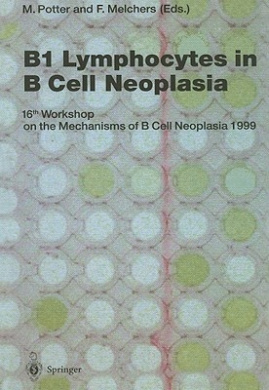 M. Potter and F. Melchers (Eds.)
B1 Lymphocytes in
B Cell Neoplasia
16th Workshop
on the Mechanisms of B Cell Neoplasia 1999
Springer